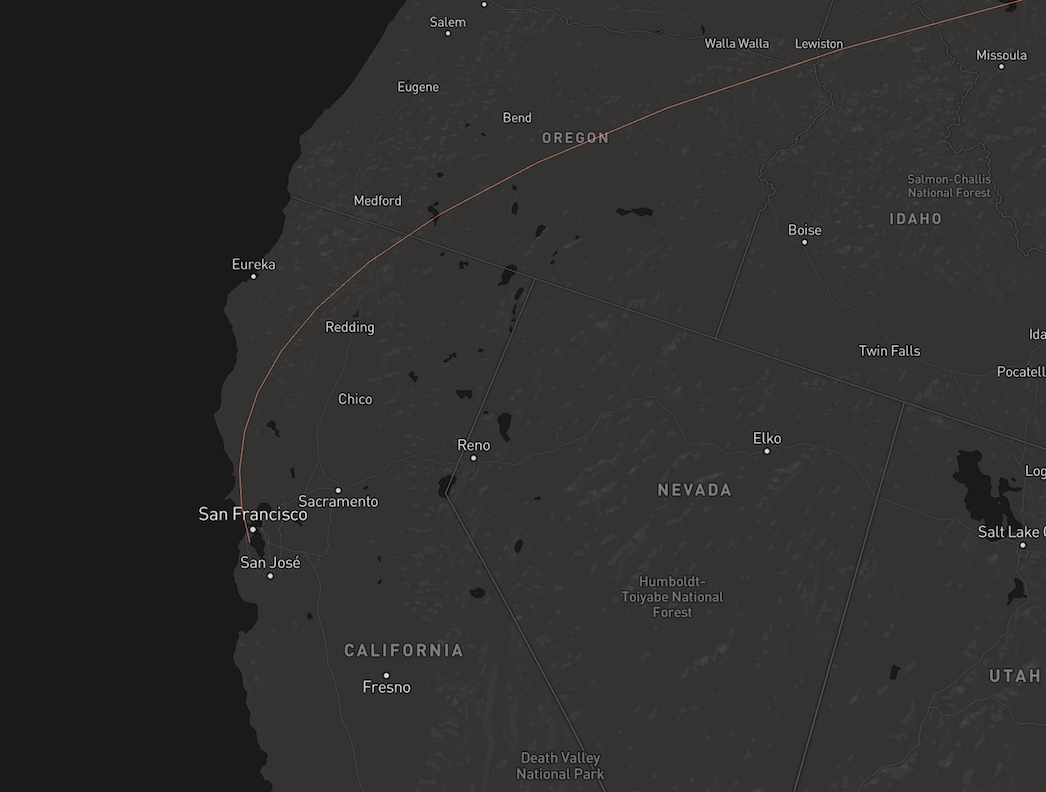 Salem
Walla Walla
Lewiston
Missoula
Eugene
Bend
OREGON
Salmon-Challis
National Forest
Medford
IDAHO
Boise
Eureka
Redding
Ida
Twin Falls
Pocatell
Chico
Reno
Elko
Log
NEVADA
Sacramento
San Francisco
Salt Lake C
San José
Humboldt-
Toiyabe National
Forest
CALIFORNIA
UTAH
Fresno
Death Valley
National Park